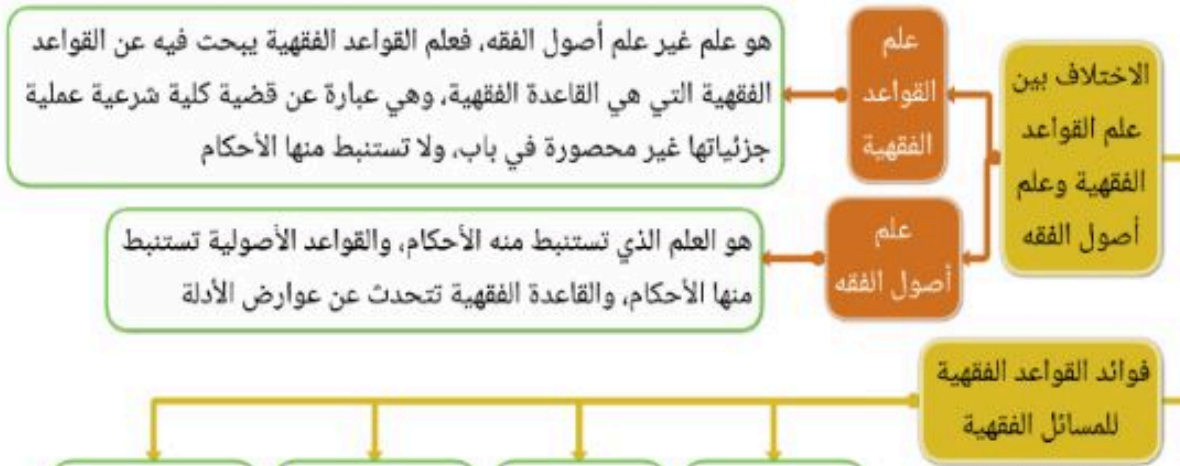 الاختلاف بين
علم القواعد
الفقهية وعلم
أصول الفقه
علم
القواعد
الفقهية
هو علم غير علم أصول الفقه، فعلم القواعد الفقهية يبحث فيه عن القواعد
الفقهية التي هي القاعدة الفقهية، وهي عبارة عن قضية كلية شرعية عملية
جزئياتها غير محصورة في باب، ولا تستنبط منها الأحكام
علم
أصول الفقه
هو العلم الذي تستنبط منه الأحكام، والقواعد الأصولية تستنبط
منها الأحكام، والقاعدة الفقهية تتحدث عن عوارض الأدلة
فوائد القواعد الفقهية
للمسائل الفقهية